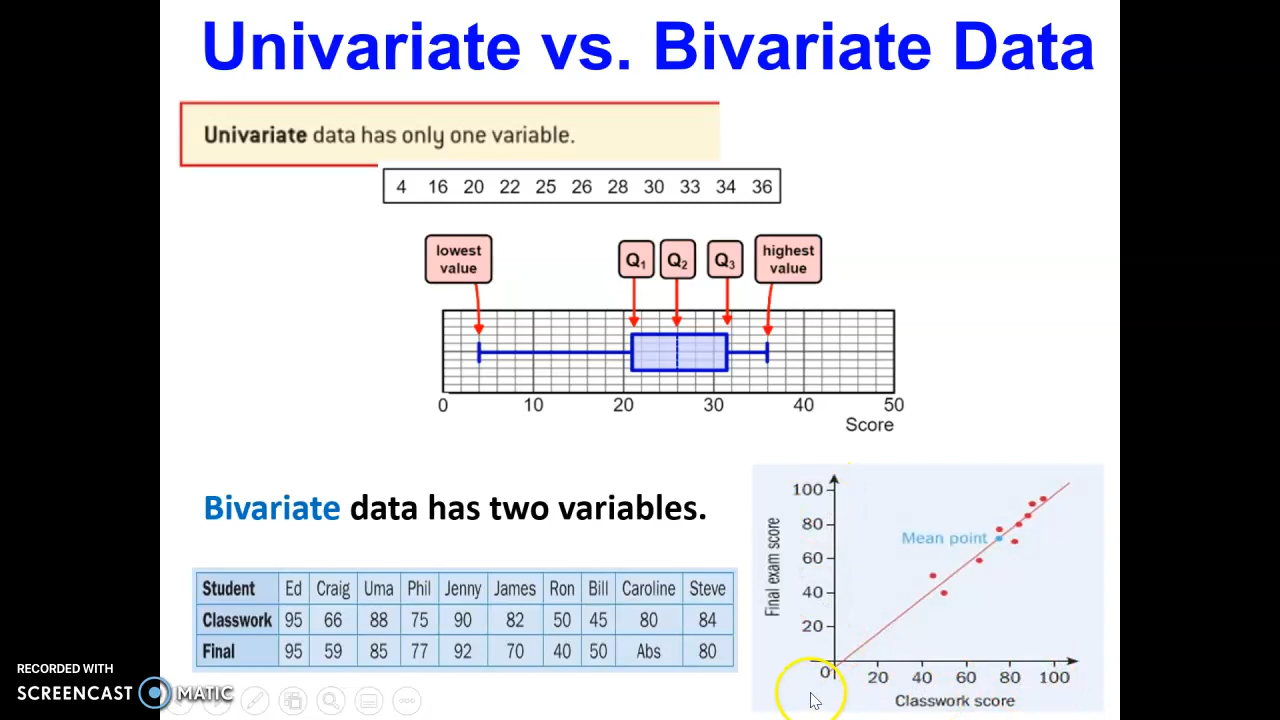 Univariate vs. Bivariate Data
Univariate data has only one variable.
4 16 20 22 25 26 28 30 33 34 36
lowest value
Q1
Q2
Q3
highest value
0 10 20 30 40 50
Score
Bivariate data has two variables.
Student Ed Craig Uma Phil Jenny James Ron Bill Caroline Steve
Classwork 95 66 88 75 90 82 50 45 80 84
Final 95 59 85 77 92 70 40 50 Abs 80
Final exam score
100
80
60
40
20
0
Mean point
20 40 60 80 100
Classwork score
RECORDED WITH
SCREENCAST MATIC